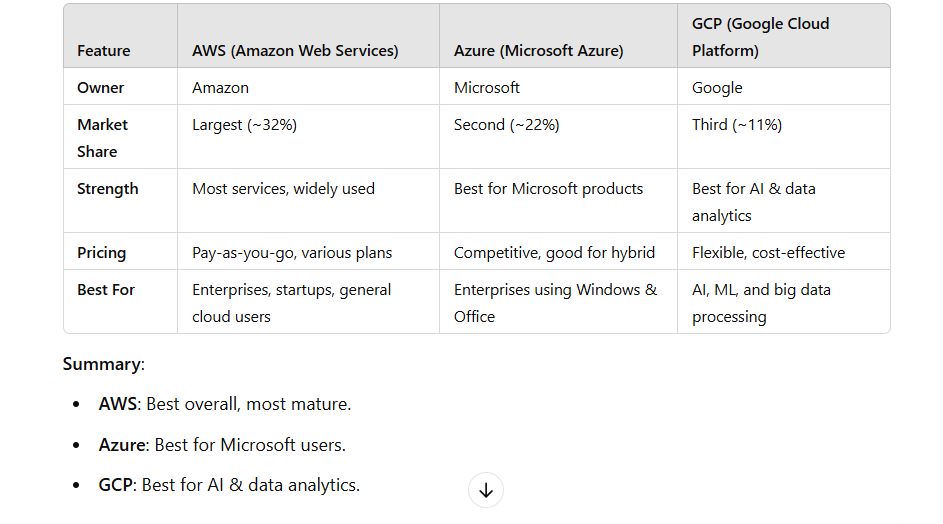 Feature AWS (Amazon Web Services) Azure (Microsoft Azure) GCP (Google Cloud Platform)
Owner Amazon Microsoft Google
Market Share Largest (~32%) Second (~22%) Third (~11%)
Strength Most services, widely used Best for Microsoft products Best for AI & data analytics
Pricing Pay-as-you-go, various plans Competitive, good for hybrid Flexible, cost-effective
Best For Enterprises, startups, general cloud users Enterprises using Windows & Office AI, ML, and big data processing
Summary:
• AWS: Best overall, most mature.
• Azure: Best for Microsoft users.
• GCP: Best for AI & data analytics.